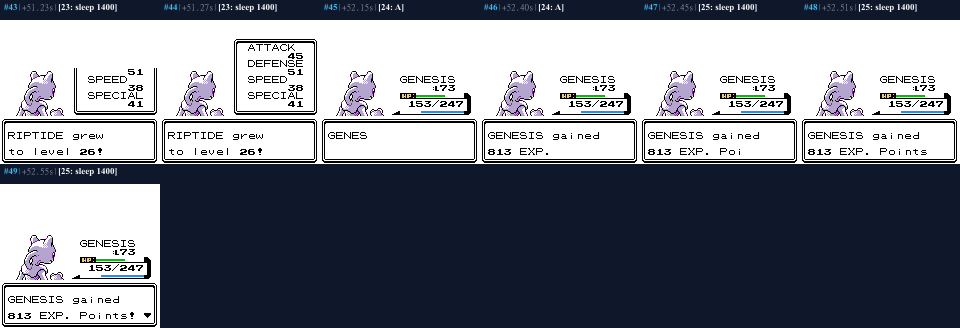 #43|+51.23s|[23: sleep 1400]
51
SPEED
38
SPECIAL
41
RIPTIDE grew
to level 26!
#44|+51.27s|[23: sleep 1400]
ATTACK
45
DEFENSE
51
SPEED
38
SPECIAL
41
RIPTIDE grew
to level 26!
#45|+52.15s|[24: A]
GENESIS
:L73
HP:
153/247
GENES
#46|+52.40s|[24: A]
GENESIS
:L73
HP:
153/247
GENESIS gained
813 EXP.
#47|+52.45s|[25: sleep 1400]
GENESIS
:L73
HP:
153/247
GENESIS gained
813 EXP. Poi
#48|+52.51s|[25: sleep 1400]
GENESIS
:L73
HP:
153/247
GENESIS gained
813 EXP. Points
#49|+52.55s|[25: sleep 1400]
GENESIS
:L73
HP:
153/247
GENESIS gained
813 EXP. Points!